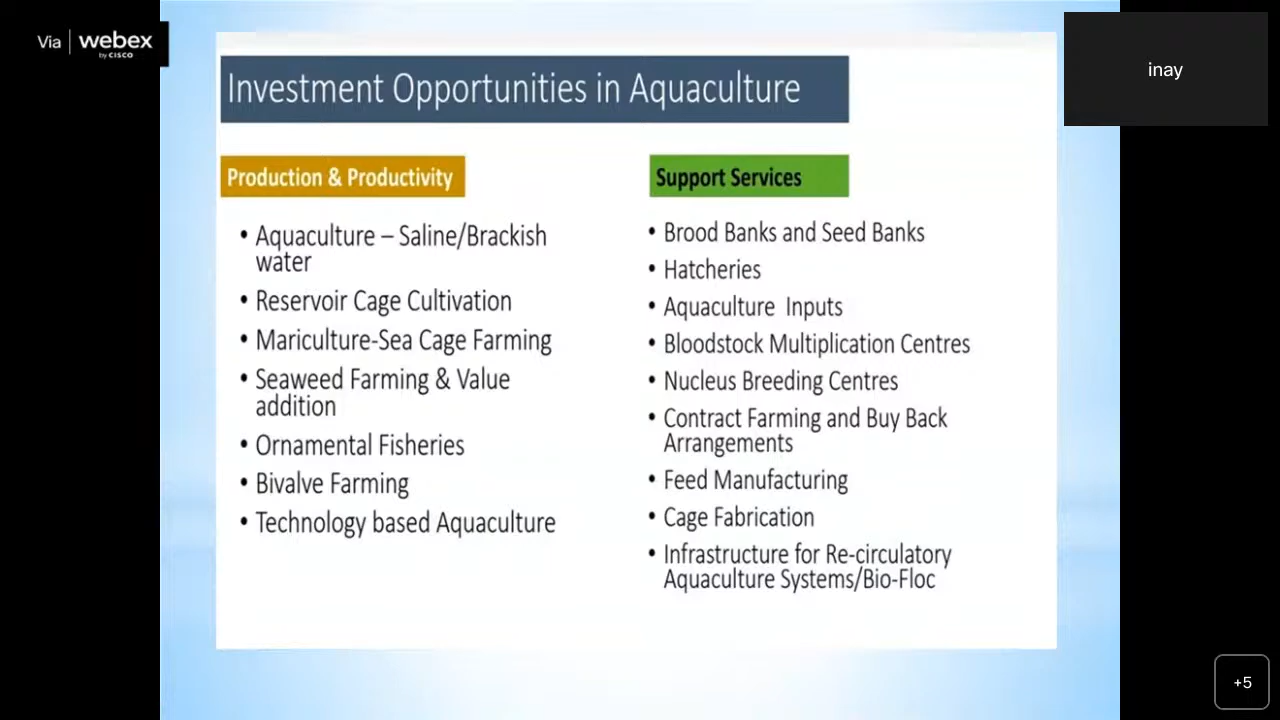 Via webex
by CISCO
inay
Investment Opportunities in Aquaculture
Production & Productivity
• Aquaculture – Saline/Brackish
water
• Reservoir Cage Cultivation
• Mariculture-Sea Cage Farming
• Seaweed Farming & Value
addition
• Ornamental Fisheries
• Bivalve Farming
• Technology based Aquaculture
Support Services
• Brood Banks and Seed Banks
• Hatcheries
• Aquaculture Inputs
• Bloodstock Multiplication Centres
• Nucleus Breeding Centres
• Contract Farming and Buy Back
Arrangements
• Feed Manufacturing
• Cage Fabrication
• Infrastructure for Re-circulatory
Aquaculture Systems/Bio-Floc
+5